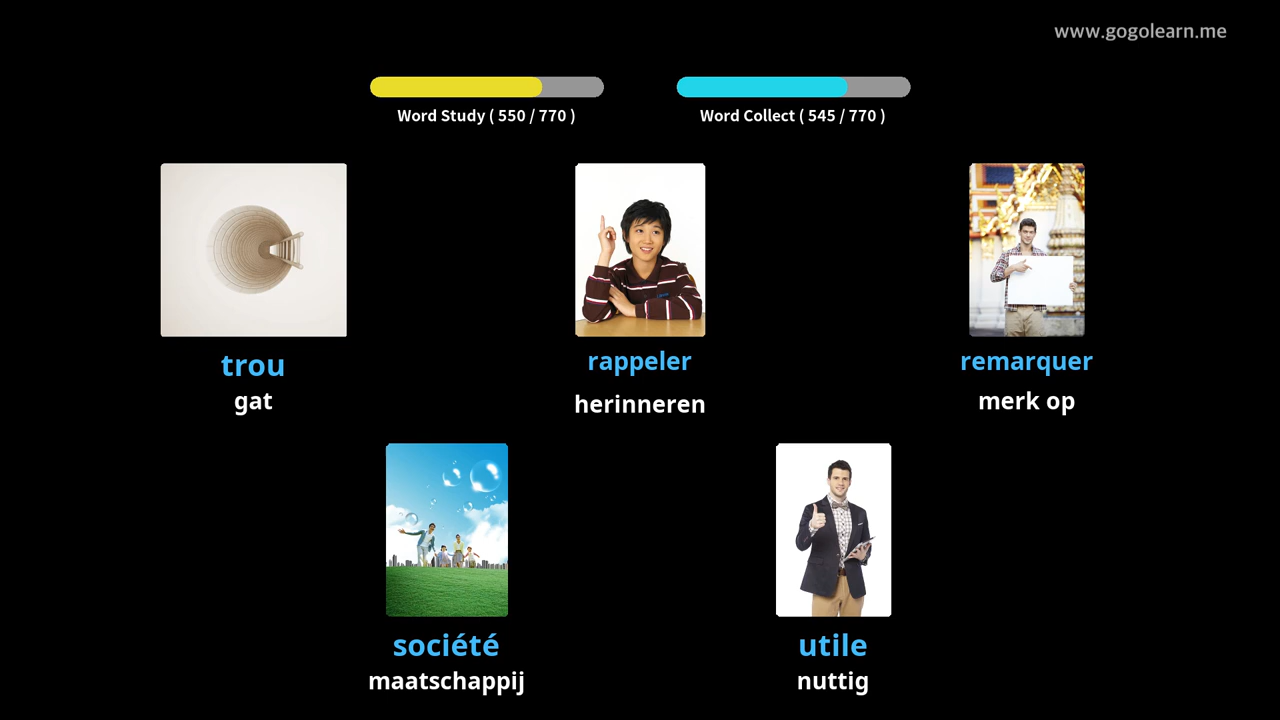 www.gogolearn.me
Word Study ( 550 / 770 )
Word Collect ( 545 / 770 )
trou
gat
rappeler
herinneren
remarquer
merk op
société
maatschappij
utile
nuttig